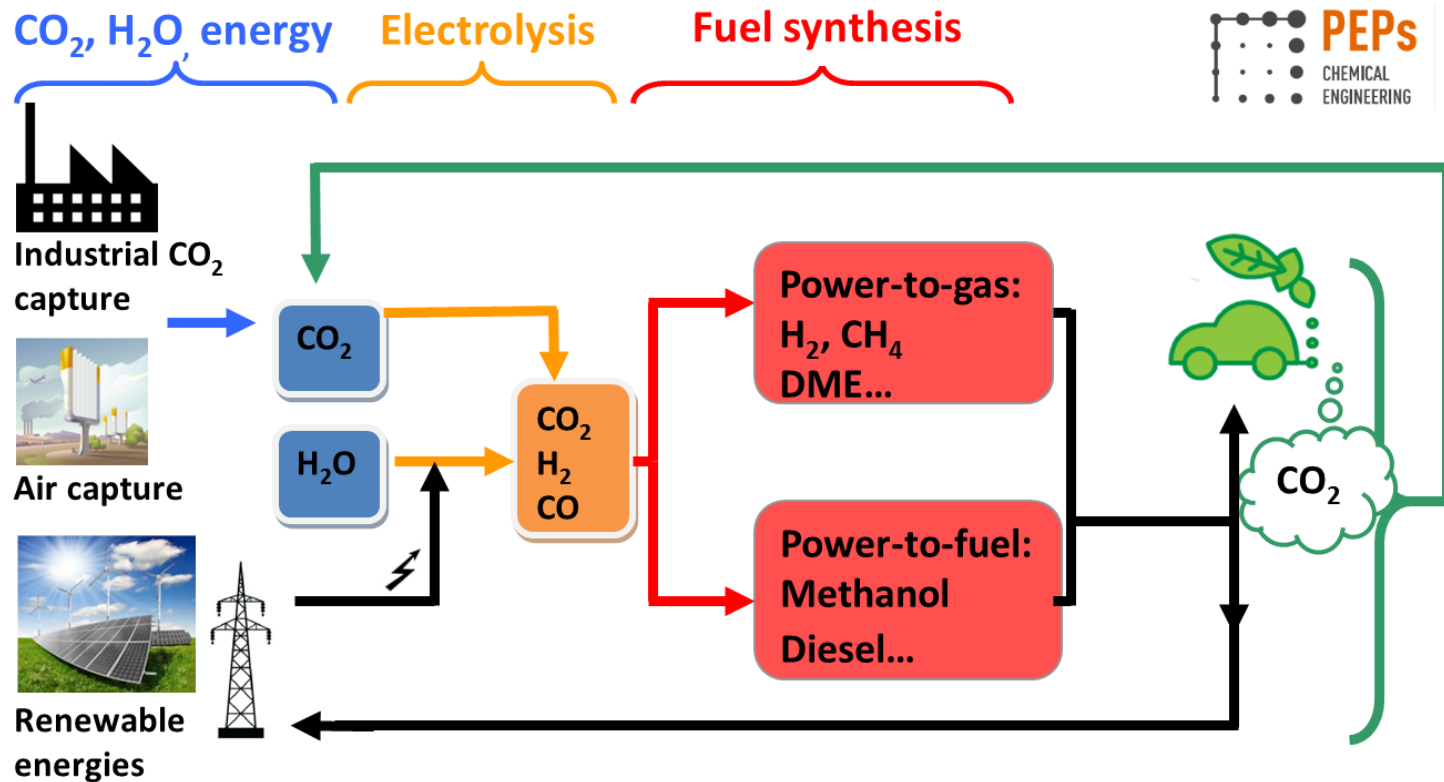 CO₂, H₂O, energy
Electrolysis
Fuel synthesis
PEPs
CHEMICAL
ENGINEERING
Industrial CO₂
capture
Air capture
Renewable
energies
CO₂
H₂O
CO₂
H₂
CO
Power-to-gas:
H₂, CH₄
DME…
Power-to-fuel:
Methanol
Diesel…
CO₂